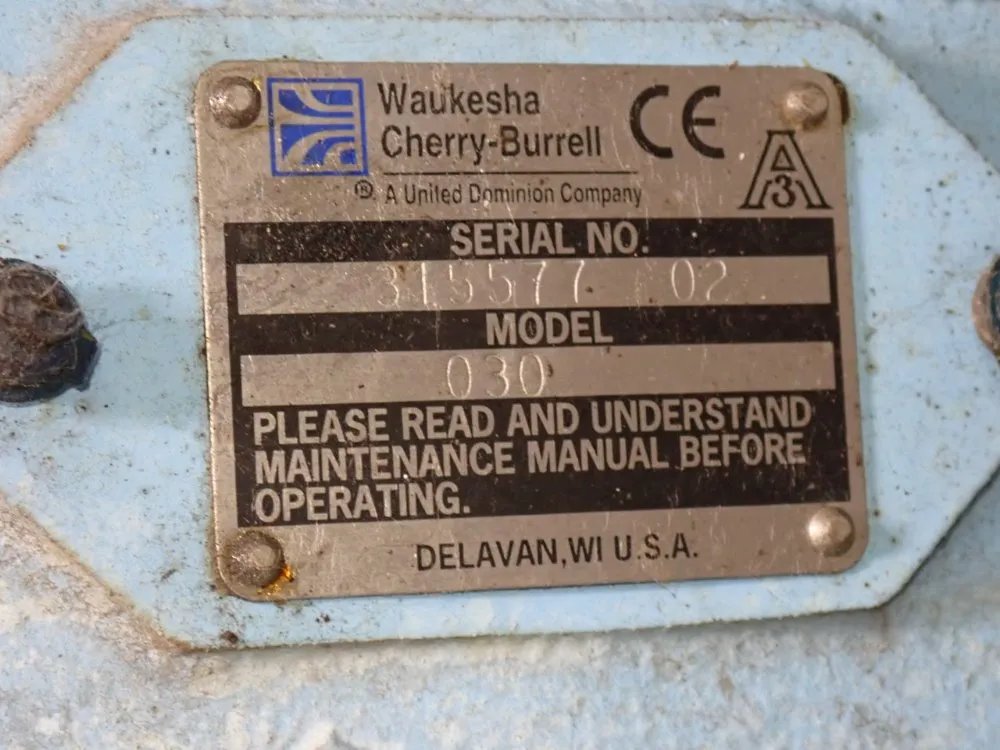 Waukesha
Cherry-Burrell
CE
® A United Dominion Company
A
3
SERIAL NO.
315577 02
MODEL
030
PLEASE READ AND UNDERSTAND
MAINTENANCE MANUAL BEFORE
OPERATING.
DELAVAN, WI U.S.A.